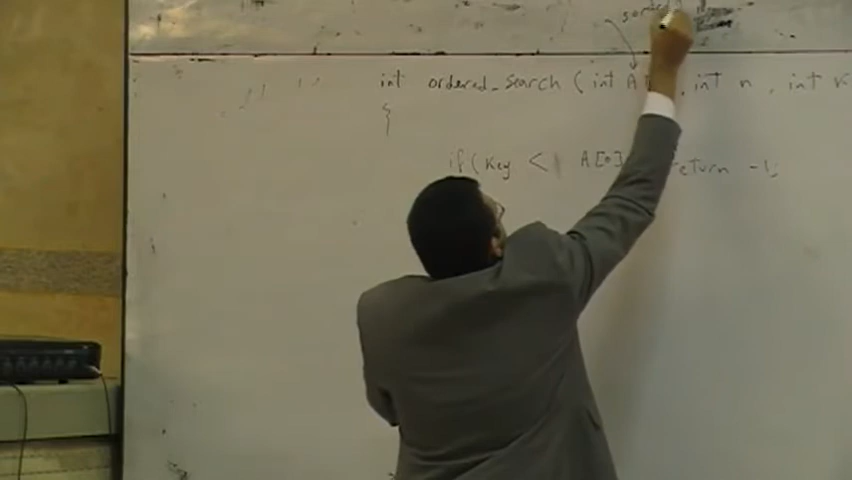 sorted
int ordered_search (int A , int n , int K
{
if ( Key < A[0] return -1;